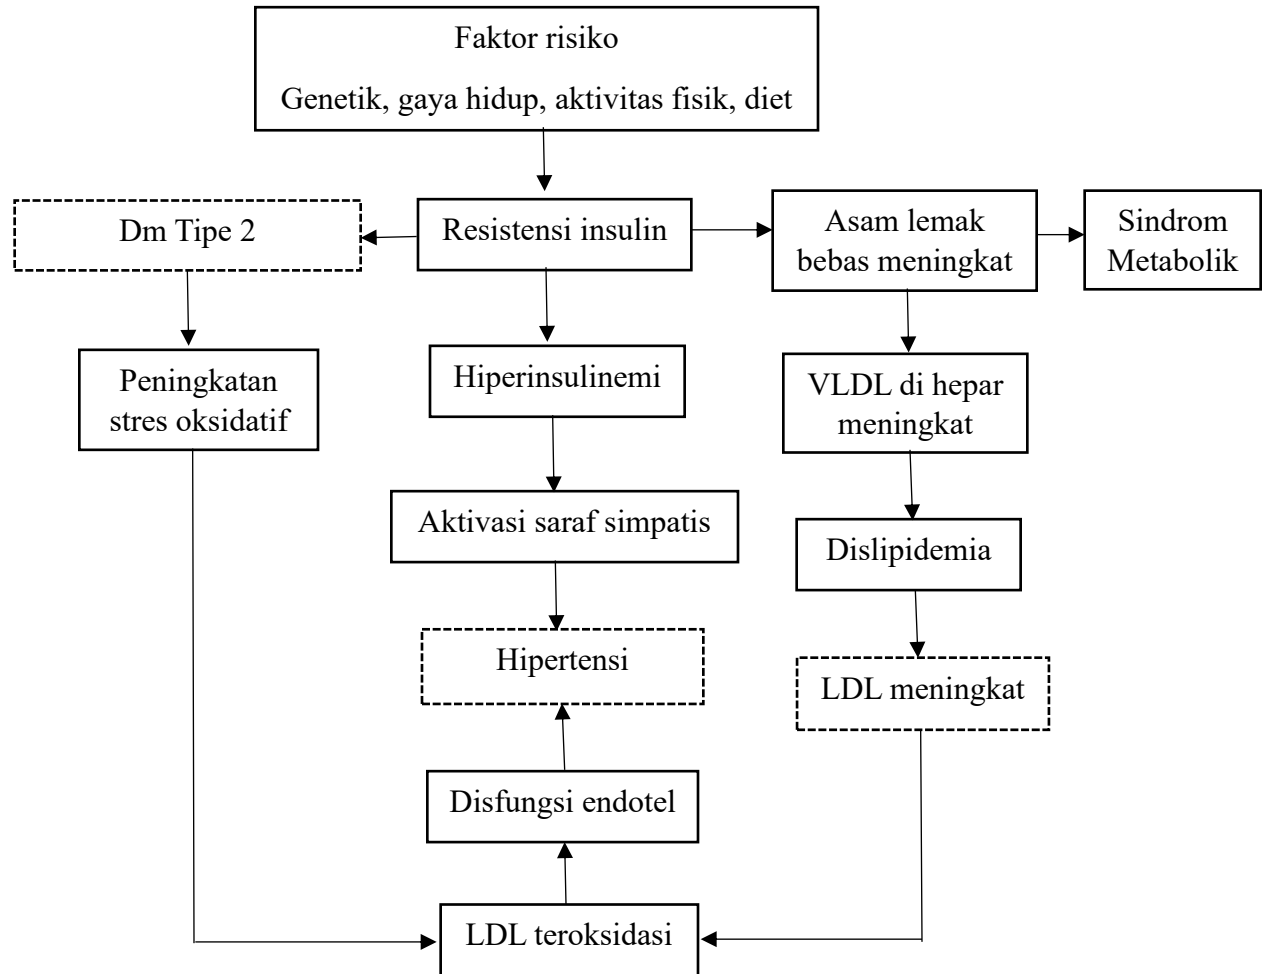 Faktor risiko
Genetik, gaya hidup, aktivitas fisik, diet
Dm Tipe 2
Resistensi insulin
Asam lemak
bebas meningkat
Sindrom
Metabolik
Peningkatan
stres oksidatif
Hiperinsulinemi
VLDL di hepar
meningkat
Aktivasi saraf simpatis
Dislipidemia
Hipertensi
LDL meningkat
Disfungsi endotel
LDL teroksidasi